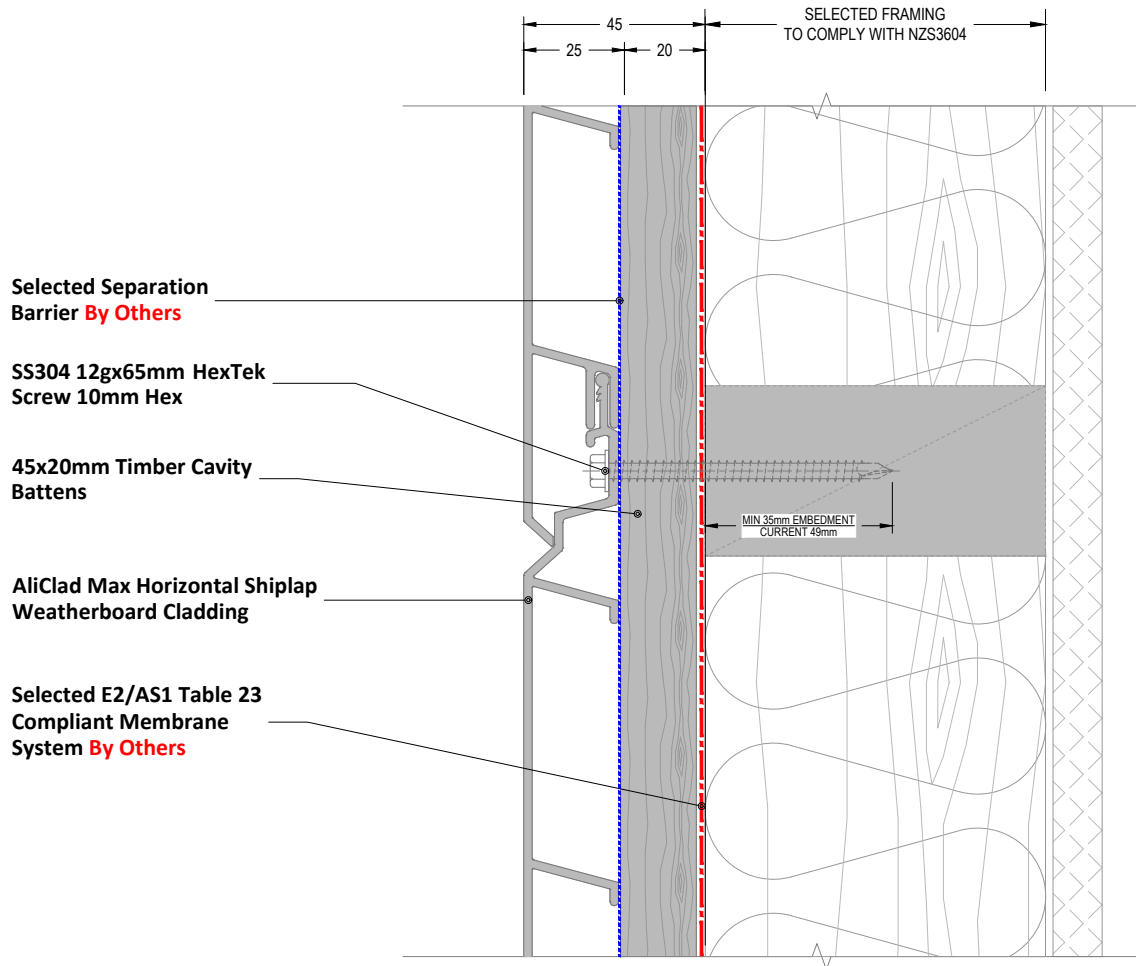 45
SELECTED FRAMING
TO COMPLY WITH NZS3604
25
20
Selected Separation
Barrier By Others
SS304 12gx65mm HexTek
Screw 10mm Hex
45x20mm Timber Cavity
Battens
MIN 35mm EMBEDMENT
CURRENT 49mm
AliClad Max Horizontal Shiplap
Weatherboard Cladding
Selected E2/AS1 Table 23
Compliant Membrane
System By Others